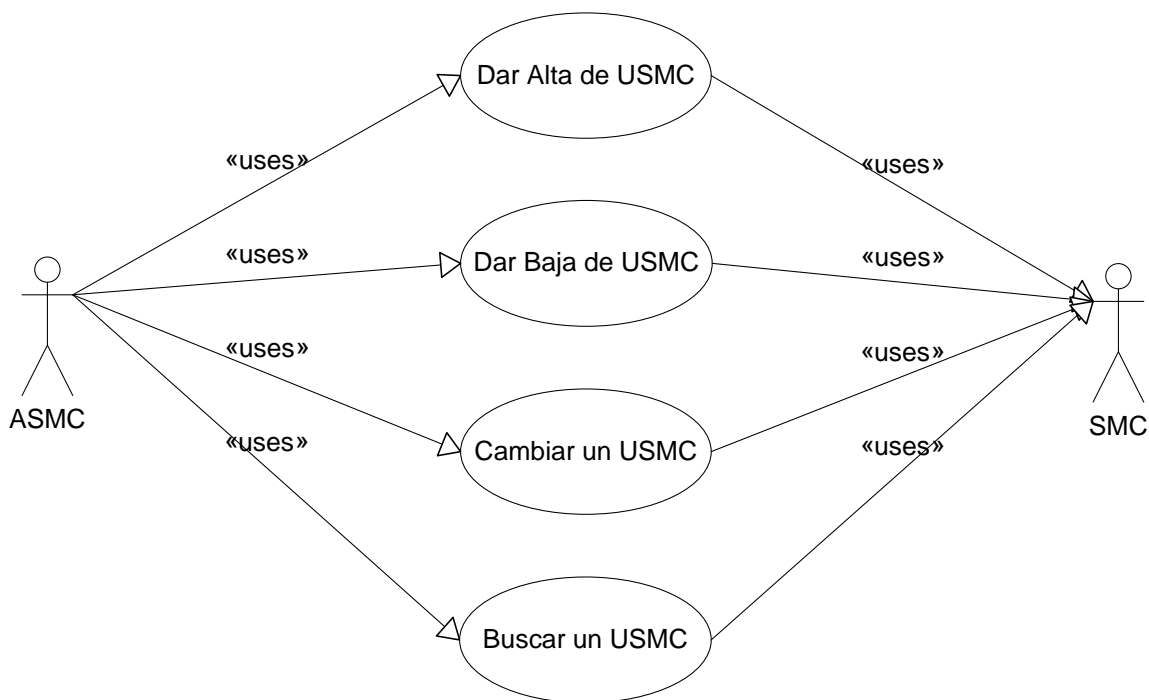 Dar Alta de USMC
«uses»
«uses»
«uses»
Dar Baja de USMC
«uses»
«uses»
Cambiar un USMC
«uses»
ASMC
SMC
«uses»
«uses»
Buscar un USMC